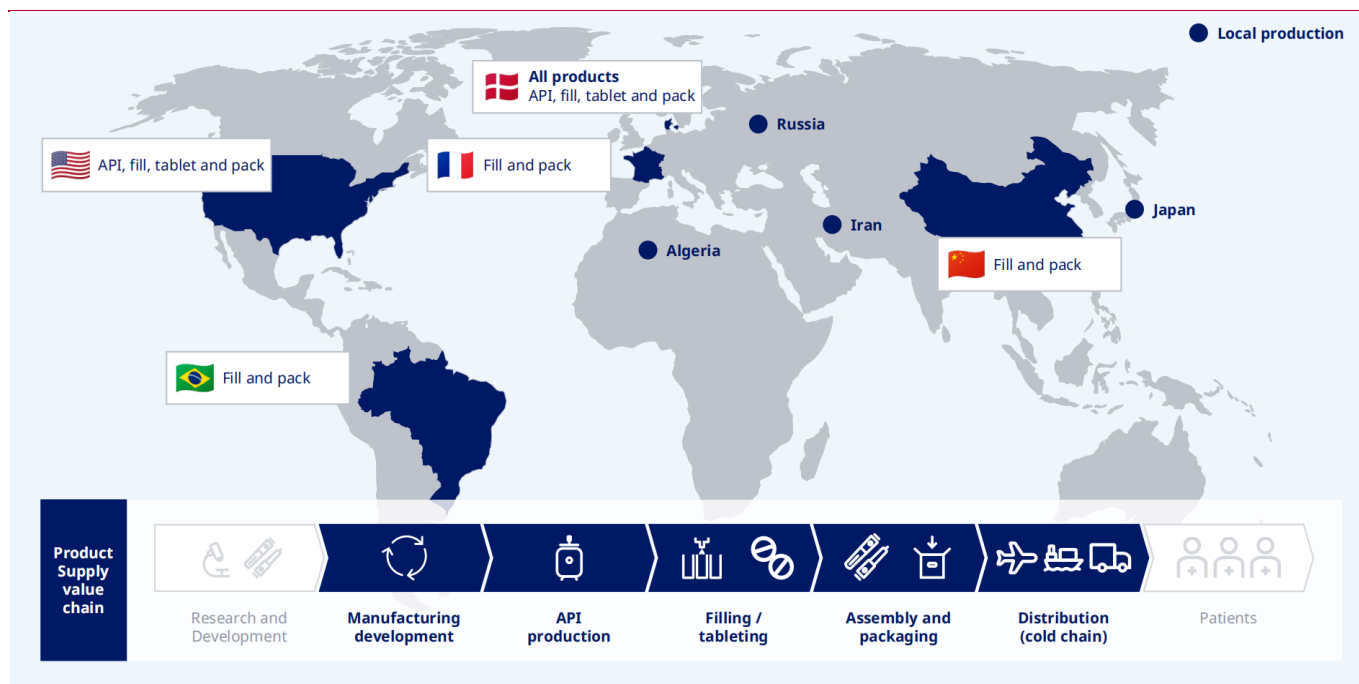 Local production
All products
API, fill, tablet and pack
Russia
API, fill, tablet and pack
Fill and pack
Japan
Iran
Algeria
Fill and pack
Fill and pack
Product
Supply
value
chain
Research and
Development
Manufacturing
development
API
production
Filling /
tableting
Assembly and
packaging
Distribution
(cold chain)
Patients